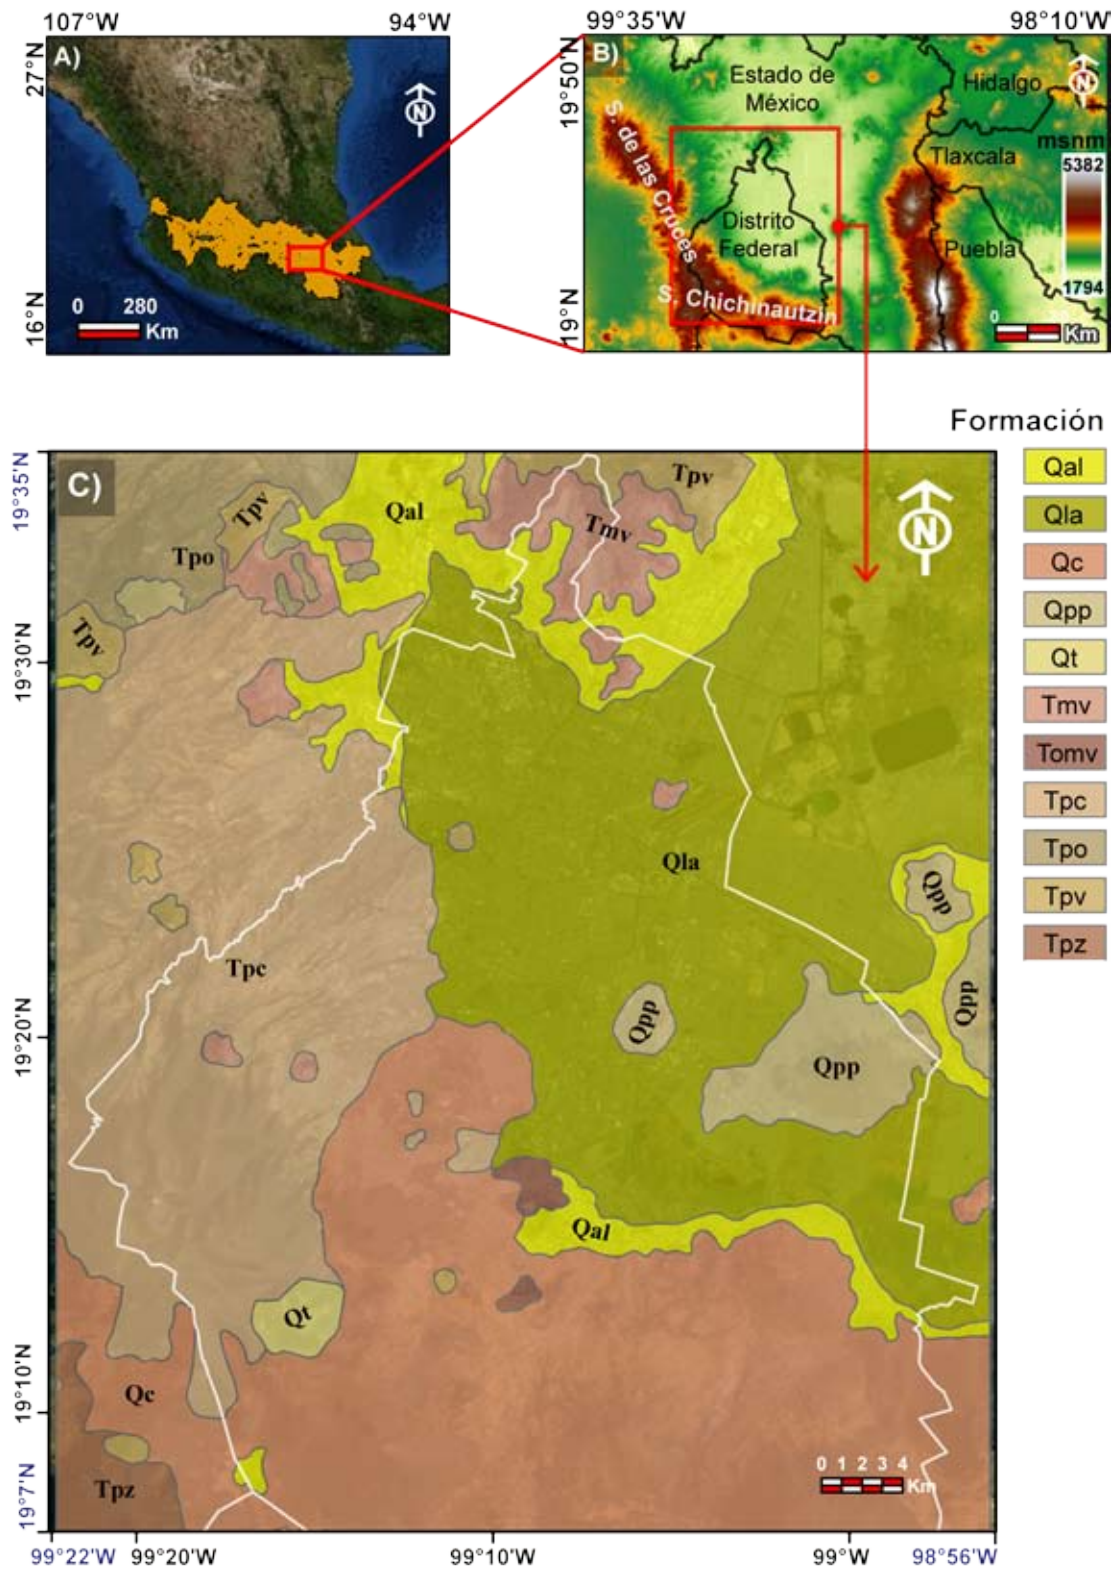 107°W 94°W
27°N
16°N
A)
N
0 280
Km
99°35'W 98°10'W
19°50'N
19°N
B)
N
Estado de
México
Hidalgo
msnm
5382
1794
Tlaxcala
S. de las Cruces
Distrito
Federal
Puebla
S. Chichinautzin
0
Km
Formación
Qal
Qla
Qc
Qpp
Qt
Tmv
Tomv
Tpc
Tpo
Tpv
Tpz
C)
N
19°35'N
19°30'N
19°20'N
19°10'N
19°7'N
Tpv
Qal
Tpv
Tmv
Tpo
Tpv
Qla
Qpp
Tpc
Qpp
Qpp
Qpp
Qal
Qt
Qc
Tpz
0 1 2 3 4
Km
99°22'W 99°20'W 99°10'W 99°W 98°56'W